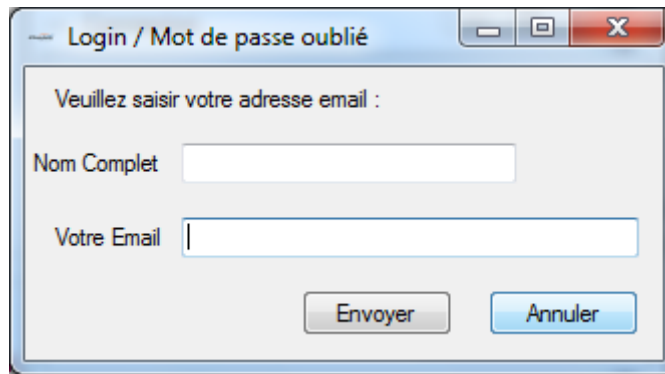 Login / Mot de passe oublié
Veuillez saisir votre adresse email :
Nom Complet
Votre Email
Envoyer
Annuler